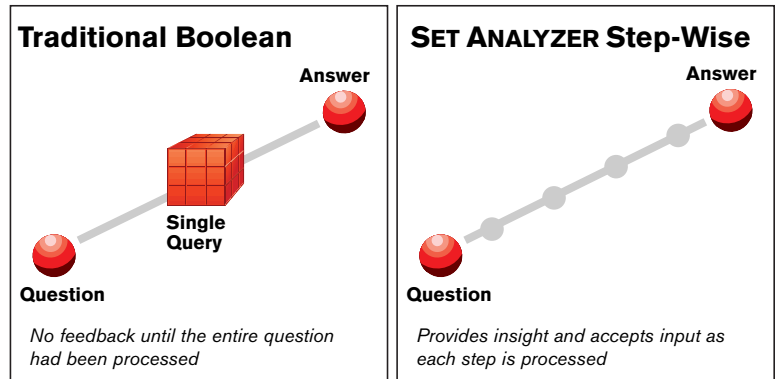 Traditional Boolean
Answer
Single
Query
Question
No feedback until the entire question
had been processed
SET ANALYZER Step-Wise
Answer
Question
Provides insight and accepts input as
each step is processed